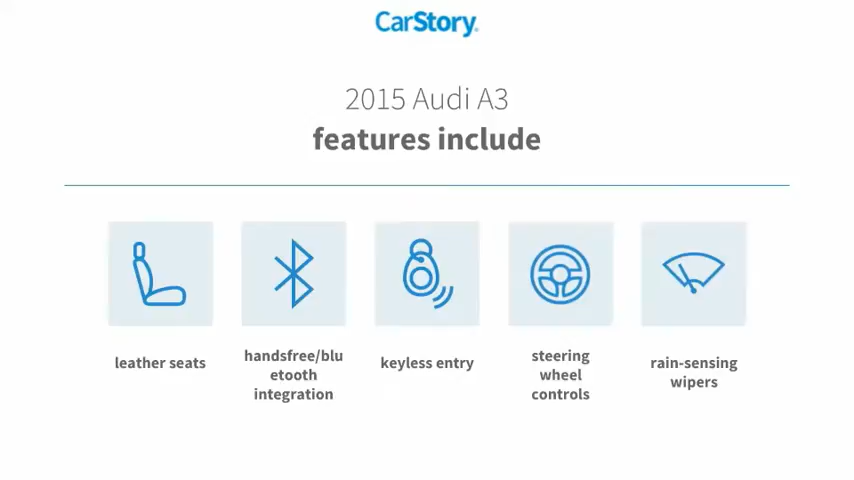 CarStory.
2015 Audi A3
features include
leather seats
handsfree/blu
etooth
integration
keyless entry
steering
wheel
controls
rain-sensing
wipers